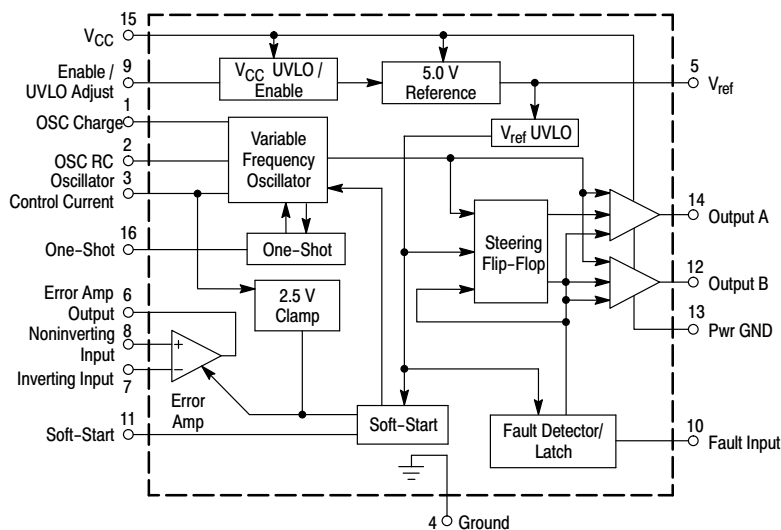 15
VCC
9
Enable /
UVLO Adjust
VCC UVLO /
Enable
5.0 V
Reference
5
Vref
1
OSC Charge
2
OSC RC
3
Oscillator
Control Current
Variable
Frequency
Oscillator
Vref UVLO
16
One-Shot
One-Shot
Steering
Flip-Flop
14
Output A
12
Output B
13
Pwr GND
2.5 V
Clamp
Error Amp
Output
6
Noninverting
Input
8
Inverting Input
7
+
−
Error
Amp
11
Soft-Start
Soft-Start
Fault Detector/
Latch
10
Fault Input
4 Ground